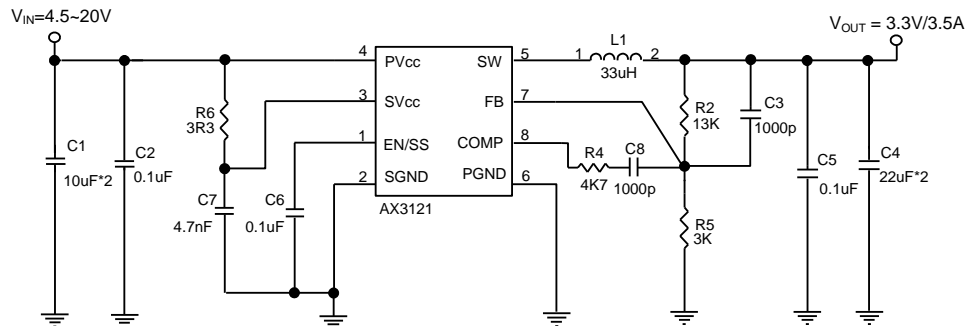 VIN=4.5~20V
VOUT = 3.3V/3.5A
4
PVcc
SW
5
1
L1
2
33uH
3
SVcc
FB
7
R6
3R3
R2
13K
C3
1000p
1
EN/SS
COMP
8
C1
10uF*2
C2
0.1uF
R4
4K7
C8
1000p
C5
0.1uF
C4
22uF*2
2
SGND
PGND
6
C7
4.7nF
C6
0.1uF
AX3121
R5
3K